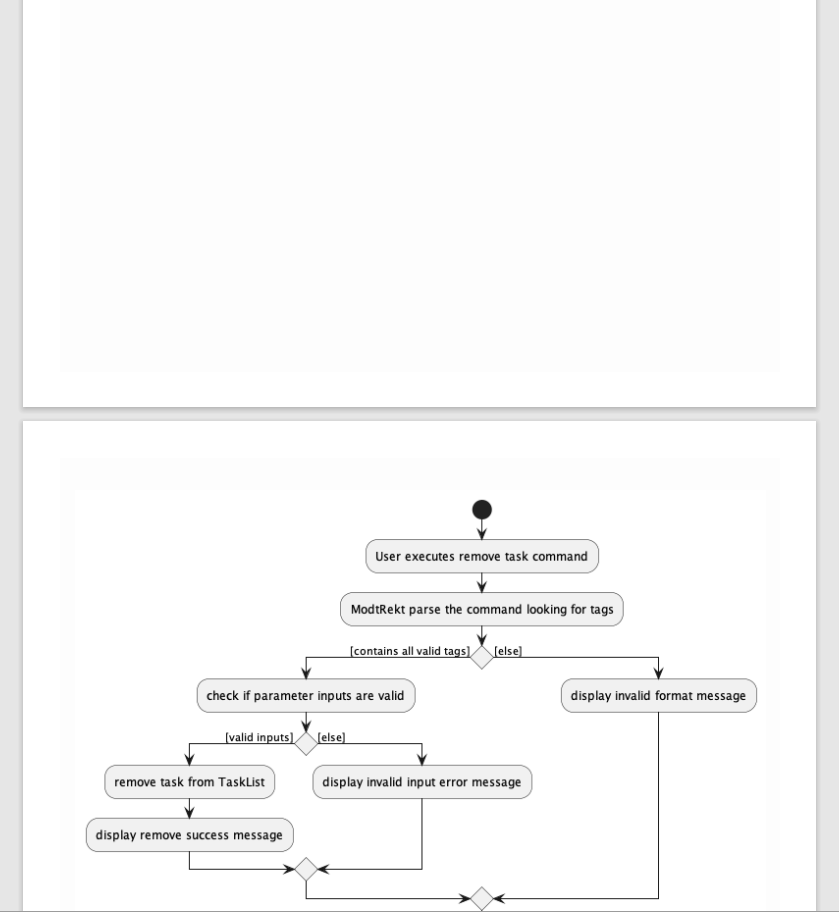 User executes remove task command
ModtRekt parse the command looking for tags
[contains all valid tags]
[else]
check if parameter inputs are valid
display invalid format message
[valid inputs]
[else]
remove task from TaskList
display invalid input error message
display remove success message